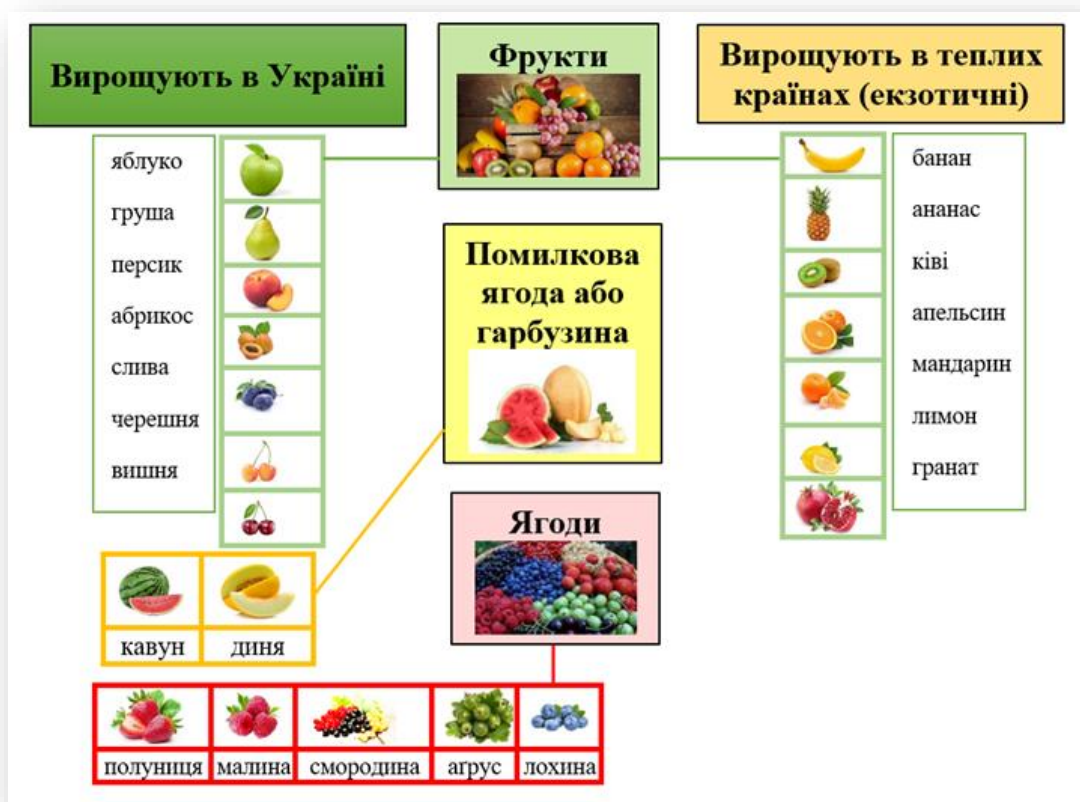 Вирощують в Україні
Фрукти
Вирощують в теплих
країнах (екзотичні)
яблуко
груша
персик
абрикос
слива
черешня
вишня
банан
ананас
ківі
апельсин
мандарин
лимон
гранат
Помилкова
ягода або
гарбузина
Ягоди
кавун
диня
полуниця
малина
смородина
аґрус
лохина